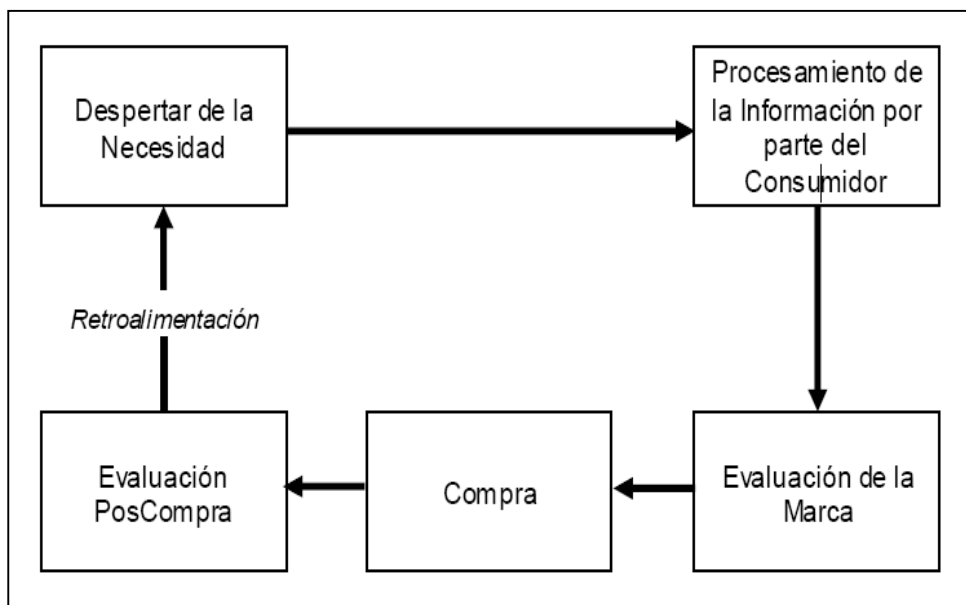 Despertar de la
Necesidad
Procesamiento de
la Información por
parte del
Consumidor
Retroalimentación
Evaluación
PosCompra
Compra
Evaluación de la
Marca